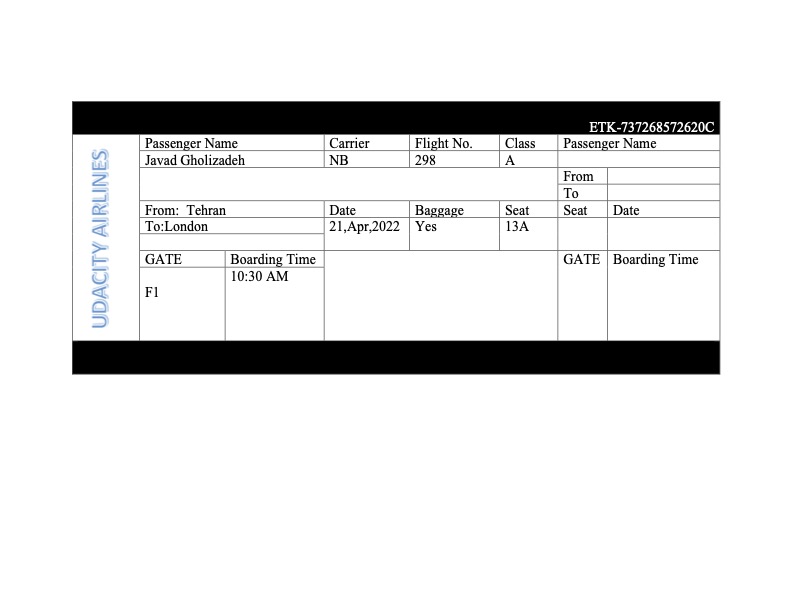 ETK-737268572620C
UDACITY AIRLINES
Passenger Name Carrier Flight No. Class Passenger Name
Javad Gholizadeh NB 298 A
From
To
From:  Tehran Date Baggage Seat Seat Date
To:London 21,Apr,2022 Yes 13A
GATE Boarding Time GATE Boarding Time
10:30 AM
F1